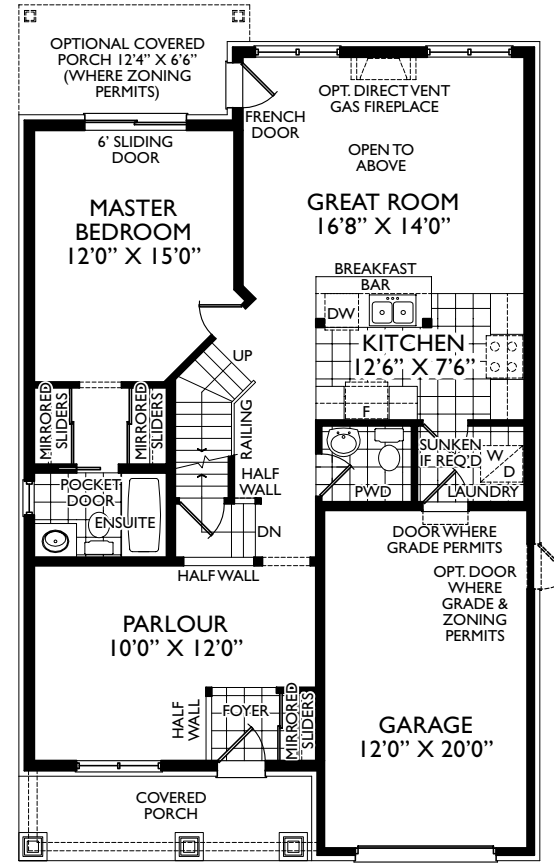 OPTIONAL COVERED
PORCH 12'4" X 6'6"
(WHERE ZONING
PERMITS)
6' SLIDING
DOOR
FRENCH
DOOR
OPT. DIRECT VENT
GAS FIREPLACE
OPEN TO
ABOVE
GREAT ROOM
16'8" X 14'0"
MASTER
BEDROOM
12'0" X 15'0"
BREAKFAST
BAR
DW
KITCHEN
12'6" X 7'6"
F
UP
RAILING
MIRRORED
SLIDERS
MIRRORED
SLIDERS
HALF
WALL
POCKET
DOOR
ENSUITE
DN
PWD
SUNKEN
IF REQ'D
W
D
LAUNDRY
DOOR WHERE
GRADE PERMITS
OPT. DOOR
WHERE
GRADE &
ZONING
PERMITS
HALF WALL
PARLOUR
10'0" X 12'0"
HALF
WALL
FOYER
MIRRORED
SLIDERS
GARAGE
12'0" X 20'0"
COVERED
PORCH